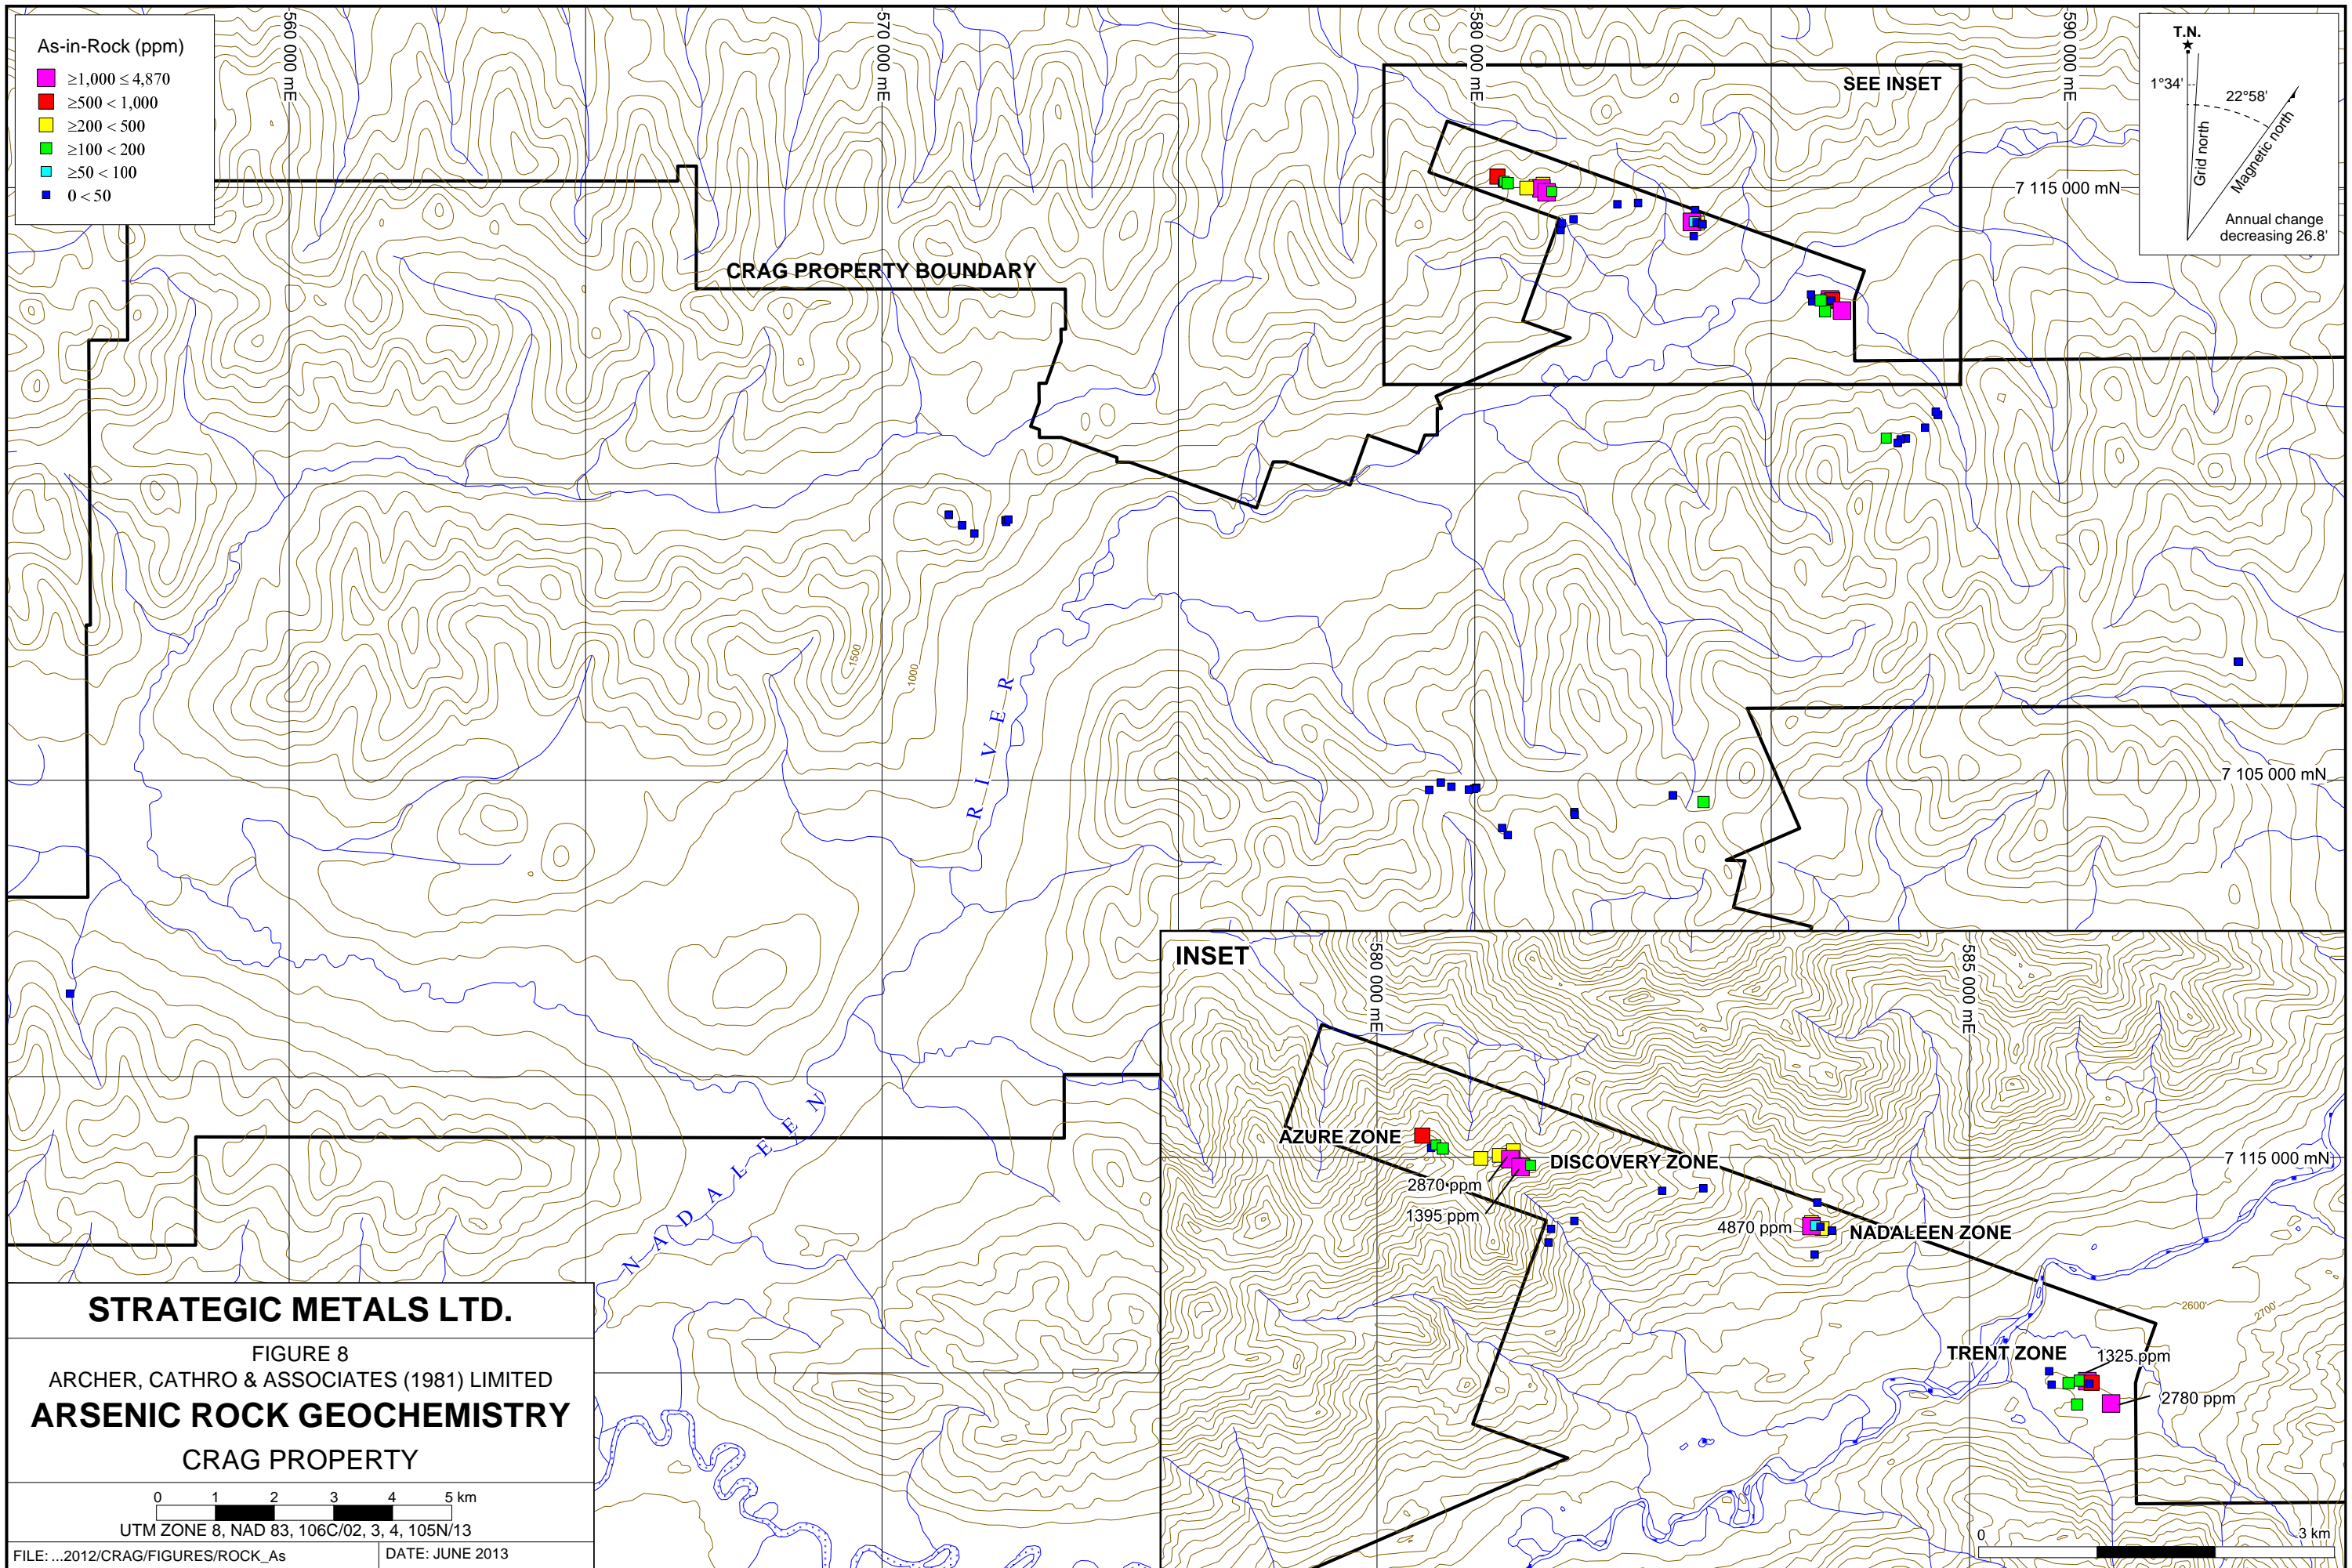 As-in-Rock (ppm)
≥1,000 ≤ 4,870
≥500 < 1,000
≥200 < 500
≥100 < 200
≥50 < 100
0 < 50
560 000 mE
570 000 mE
580 000 mE
590 000 mE
SEE INSET
T.N.
1°34'
22°58'
Grid north
Magnetic north
Annual change
decreasing 26.8'
7 115 000 mN
CRAG PROPERTY BOUNDARY
1500
1000
NADALEEN RIVER
7 105 000 mN
INSET
580 000 mE
585 000 mE
AZURE ZONE
DISCOVERY ZONE
7 115 000 mN
2870 ppm
1395 ppm
4870 ppm
NADALEEN ZONE
2600'
2700'
TRENT ZONE
1325 ppm
2780 ppm
0 3 km
STRATEGIC METALS LTD.
FIGURE 8
ARCHER, CATHRO & ASSOCIATES (1981) LIMITED
ARSENIC ROCK GEOCHEMISTRY
CRAG PROPERTY
0 1 2 3 4 5 km
UTM ZONE 8, NAD 83, 106C/02, 3, 4, 105N/13
FILE: ...2012/CRAG/FIGURES/ROCK_As
DATE: JUNE 2013